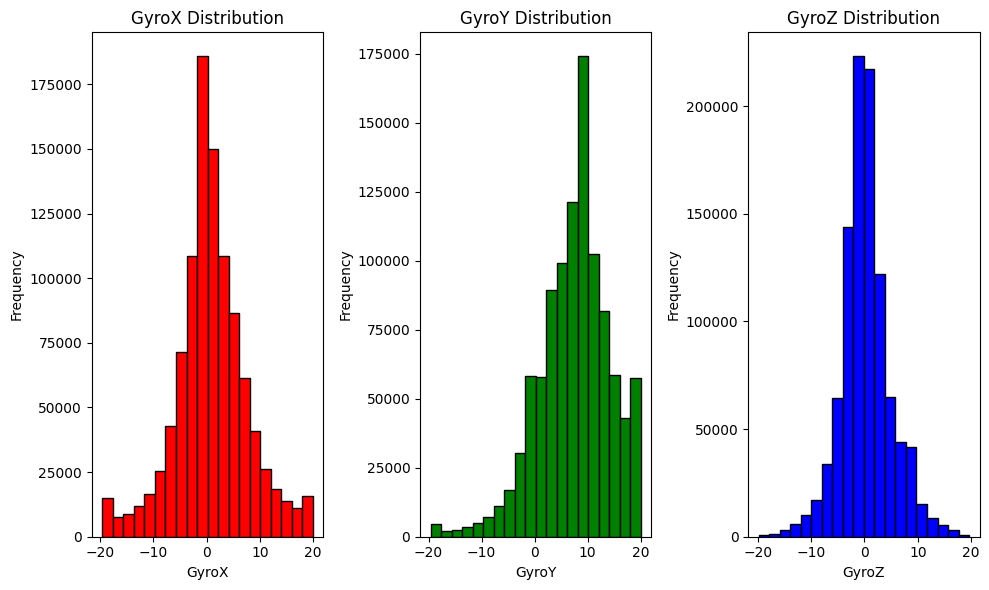 GyroX Distribution
175000
150000
125000
100000
75000
50000
25000
0
Frequency
−20 −10 0 10 20
GyroX
GyroY Distribution
175000
150000
125000
100000
75000
50000
25000
0
Frequency
−20 −10 0 10 20
GyroY
GyroZ Distribution
200000
150000
100000
50000
0
Frequency
−20 −10 0 10 20
GyroZ